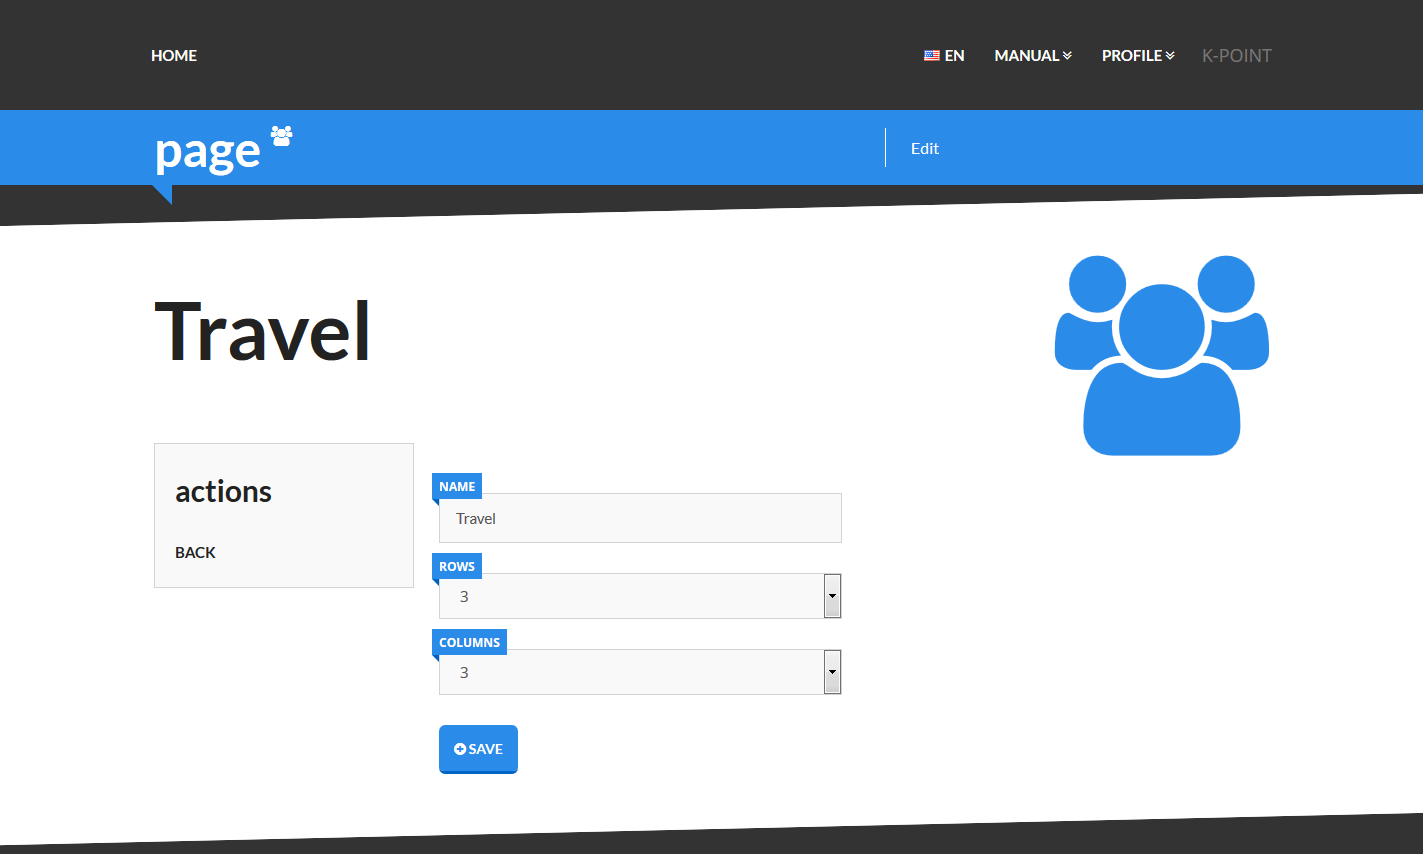 HOME
EN MANUAL PROFILE K-POINT
page
Edit
Travel
actions
BACK
NAME
Travel
ROWS
3
COLUMNS
3
SAVE